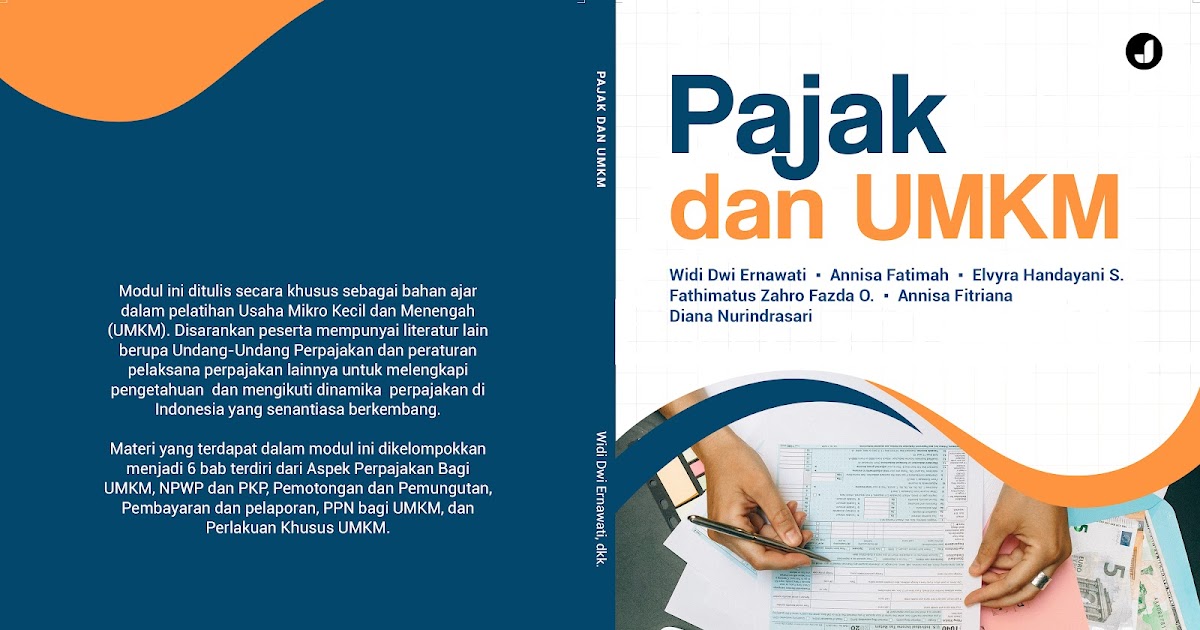 Modul ini ditulis secara khusus sebagai bahan ajar
dalam pelatihan Usaha Mikro Kecil dan Menengah
(UMKM). Disarankan peserta mempunyai literatur lain
berupa Undang-Undang Perpajakan dan peraturan
pelaksana perpajakan lainnya untuk melengkapi
pengetahuan dan mengikuti dinamika perpajakan di
Indonesia yang senantiasa berkembang.
Materi yang terdapat dalam modul ini dikelompokkan
menjadi 6 bab terdiri dari Aspek Perpajakan Bagi
UMKM, NPWP dan PKP, Pemotongan dan Pemungutan,
Pembayaran dan pelaporan, PPN bagi UMKM, dan
Perlakuan Khusus UMKM.
PAJAK DAN UMKM
Widi Dwi Ernawati, dkk.
J
Pajak
dan UMKM
Widi Dwi Ernawati ▪ Annisa Fatimah ▪ Elvyra Handayani S.
Fathimatus Zahro Fazda O. ▪ Annisa Fitriana
Diana Nurindrasari
5
1040
20